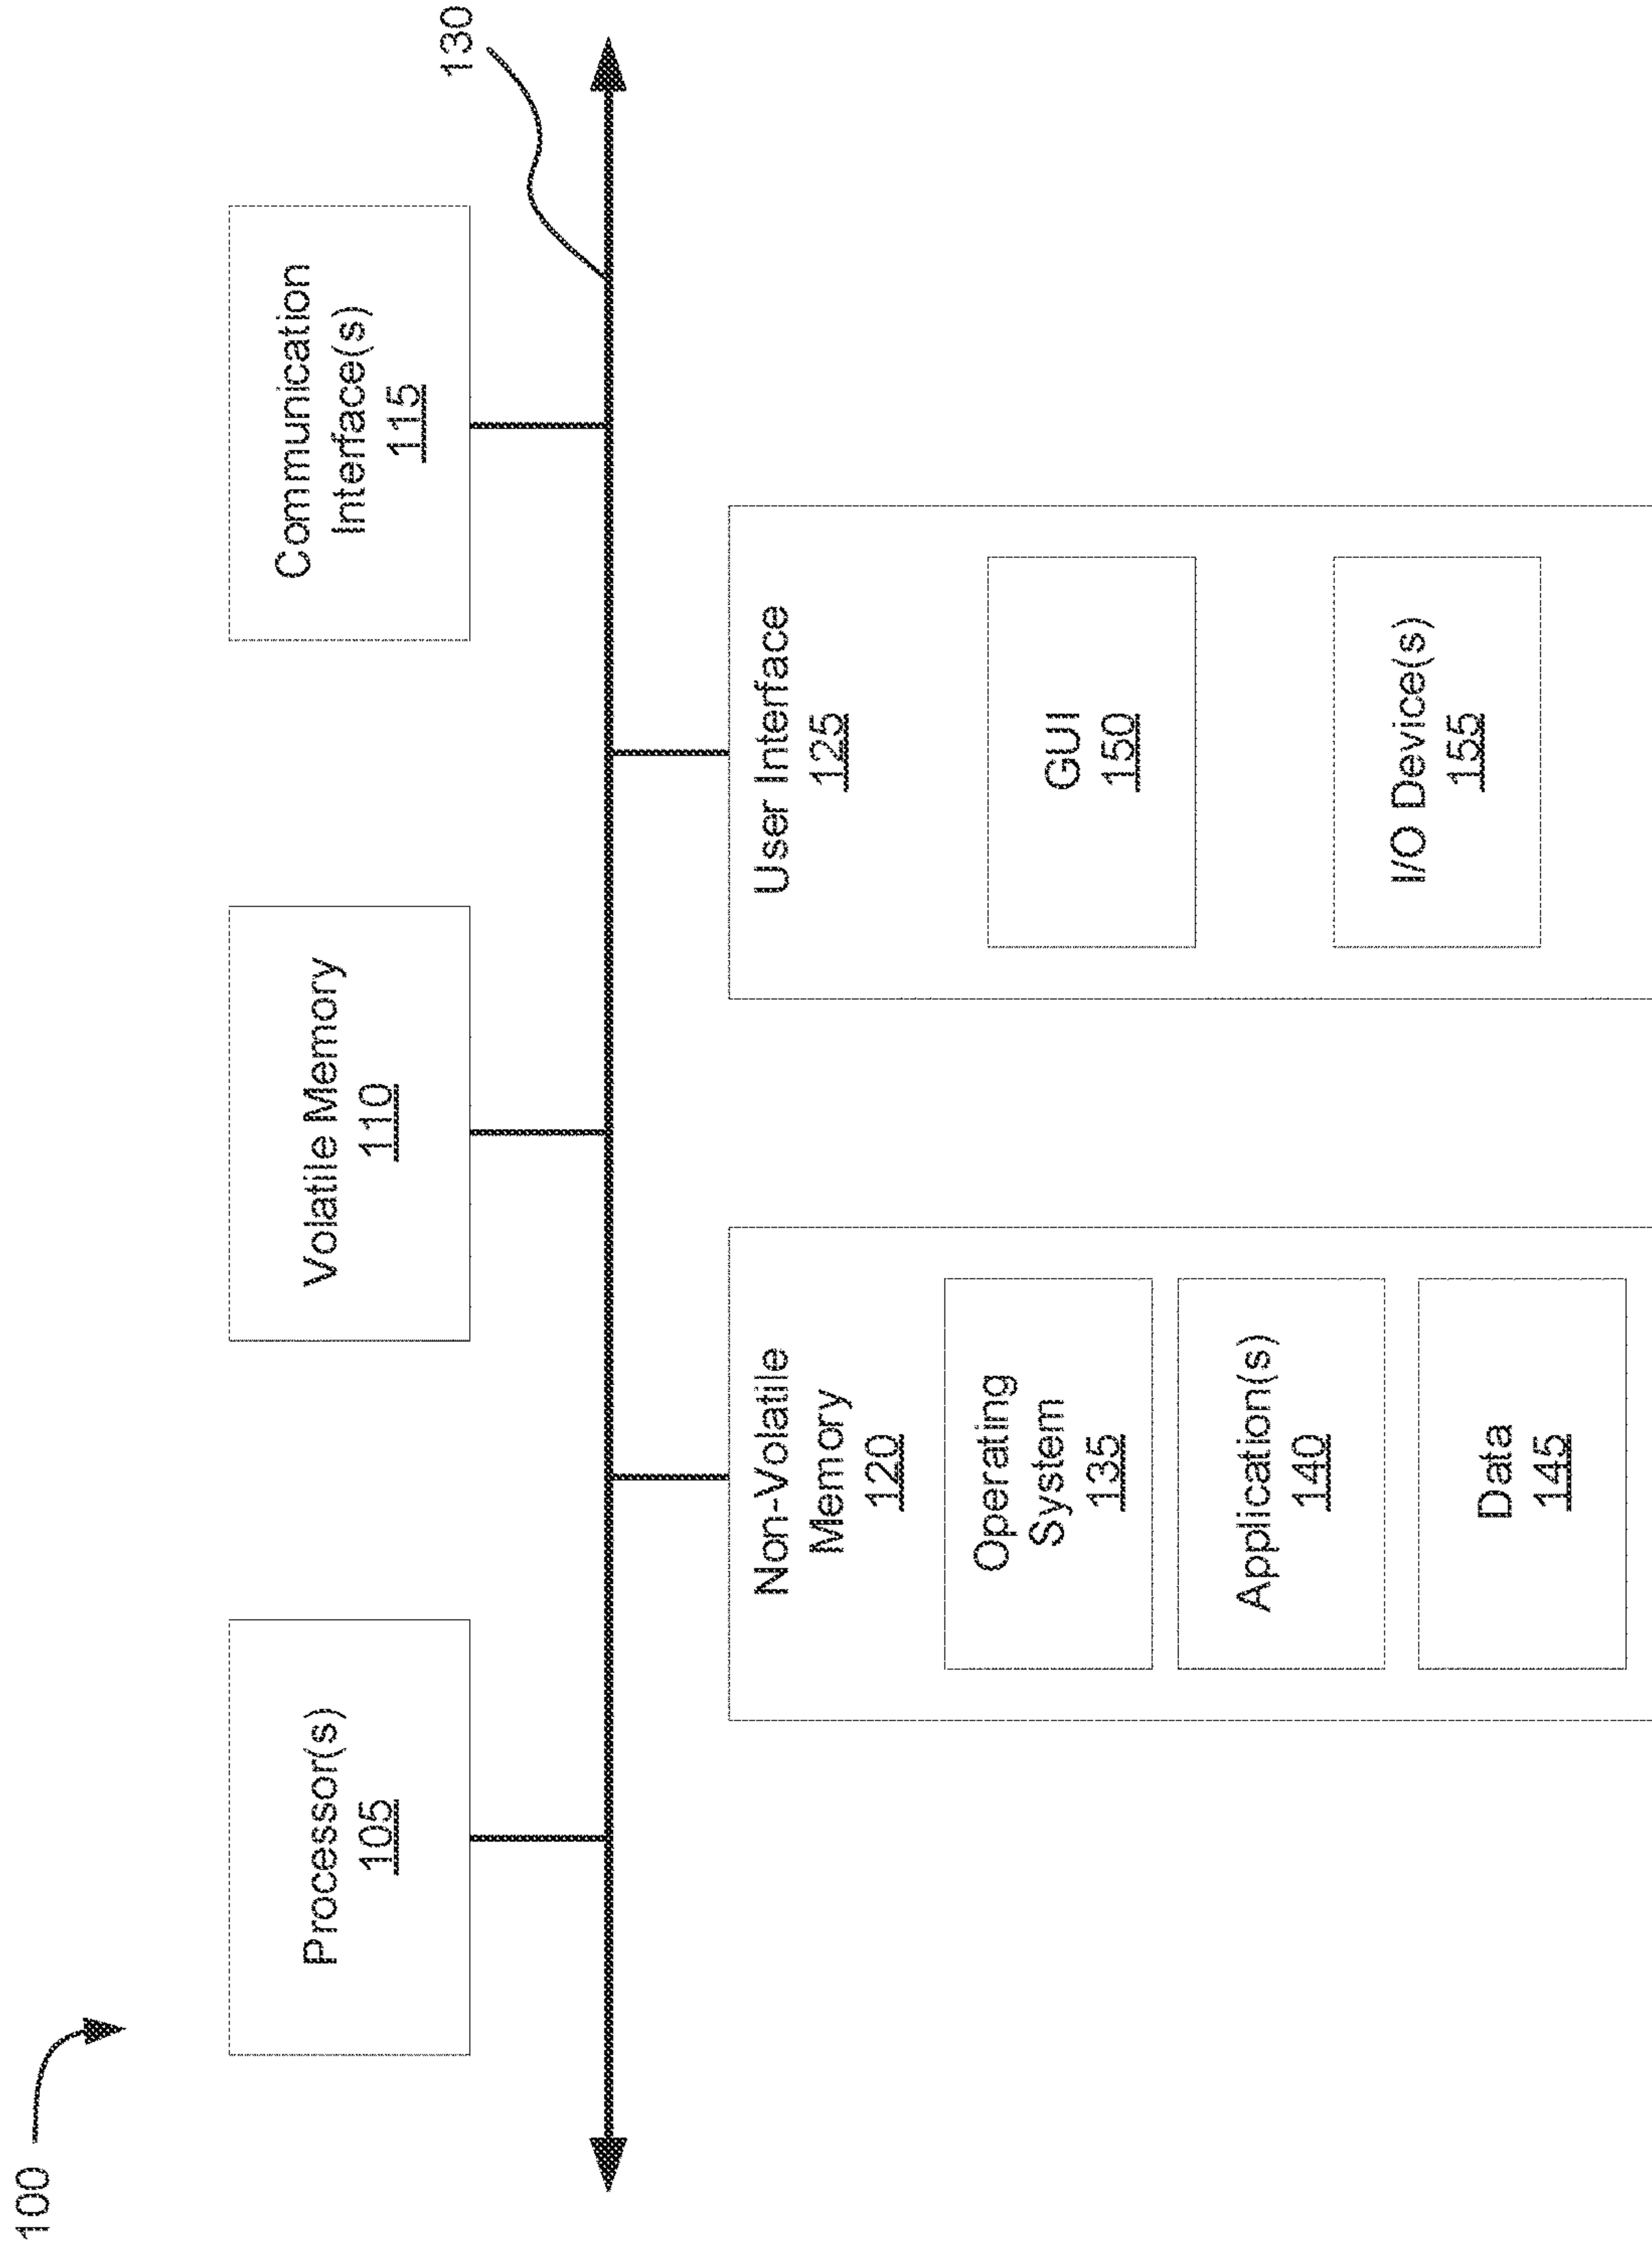 100
Processor(s)
105
Volatile Memory
110
Communication
Interface(s)
115
130
Non-Volatile
Memory
120
Operating
System
135
Application(s)
140
Data
145
User Interface
125
GUI
150
I/O Device(s)
155